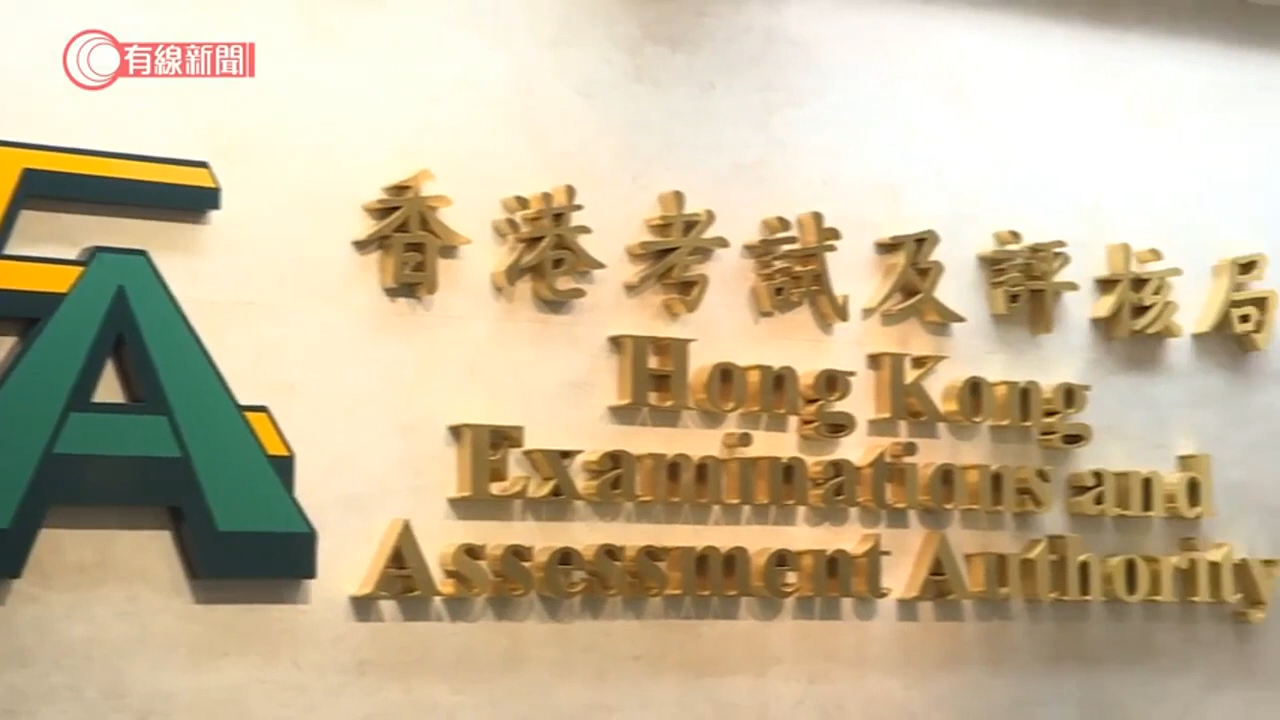 有線新聞
香港考試及評核局
Hong Kong
Examinations and
Assessment Authority
A